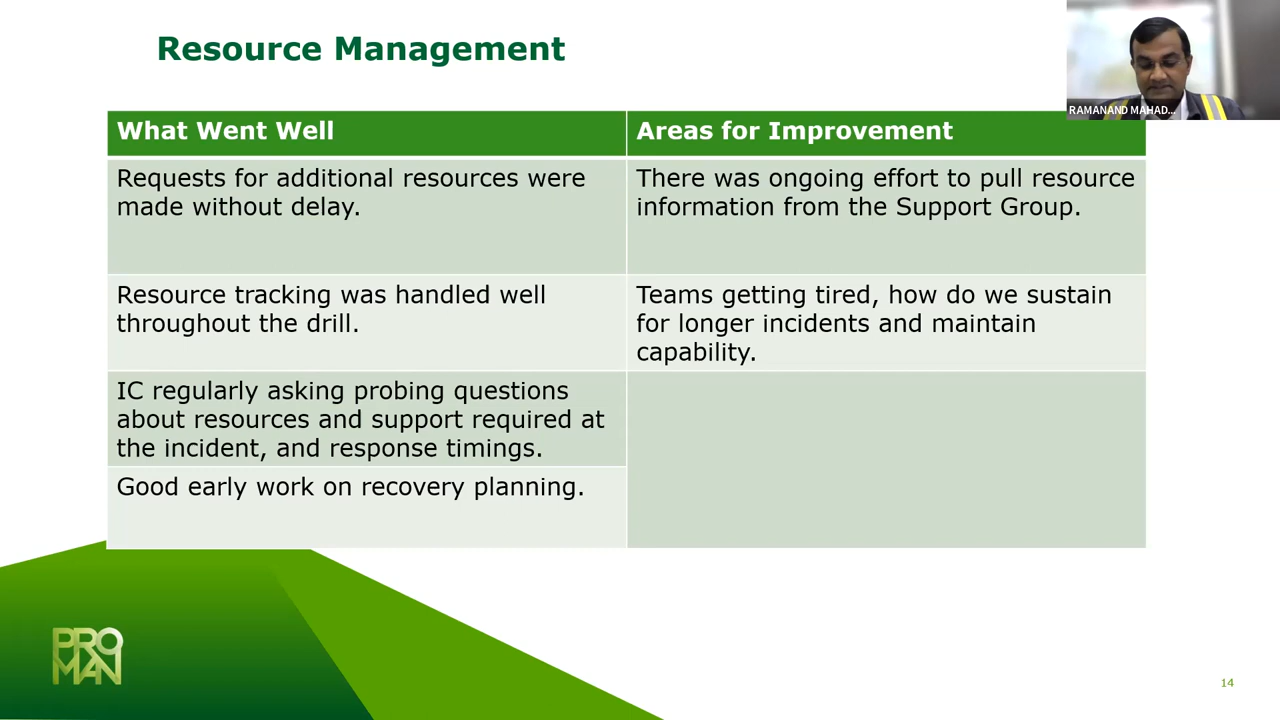 Resource Management
RAMANAND MAHAD...
What Went Well
Areas for Improvement
Requests for additional resources were
made without delay.
There was ongoing effort to pull resource
information from the Support Group.
Resource tracking was handled well
throughout the drill.
Teams getting tired, how do we sustain
for longer incidents and maintain
capability.
IC regularly asking probing questions
about resources and support required at
the incident, and response timings.
Good early work on recovery planning.
PRO
MAN
14